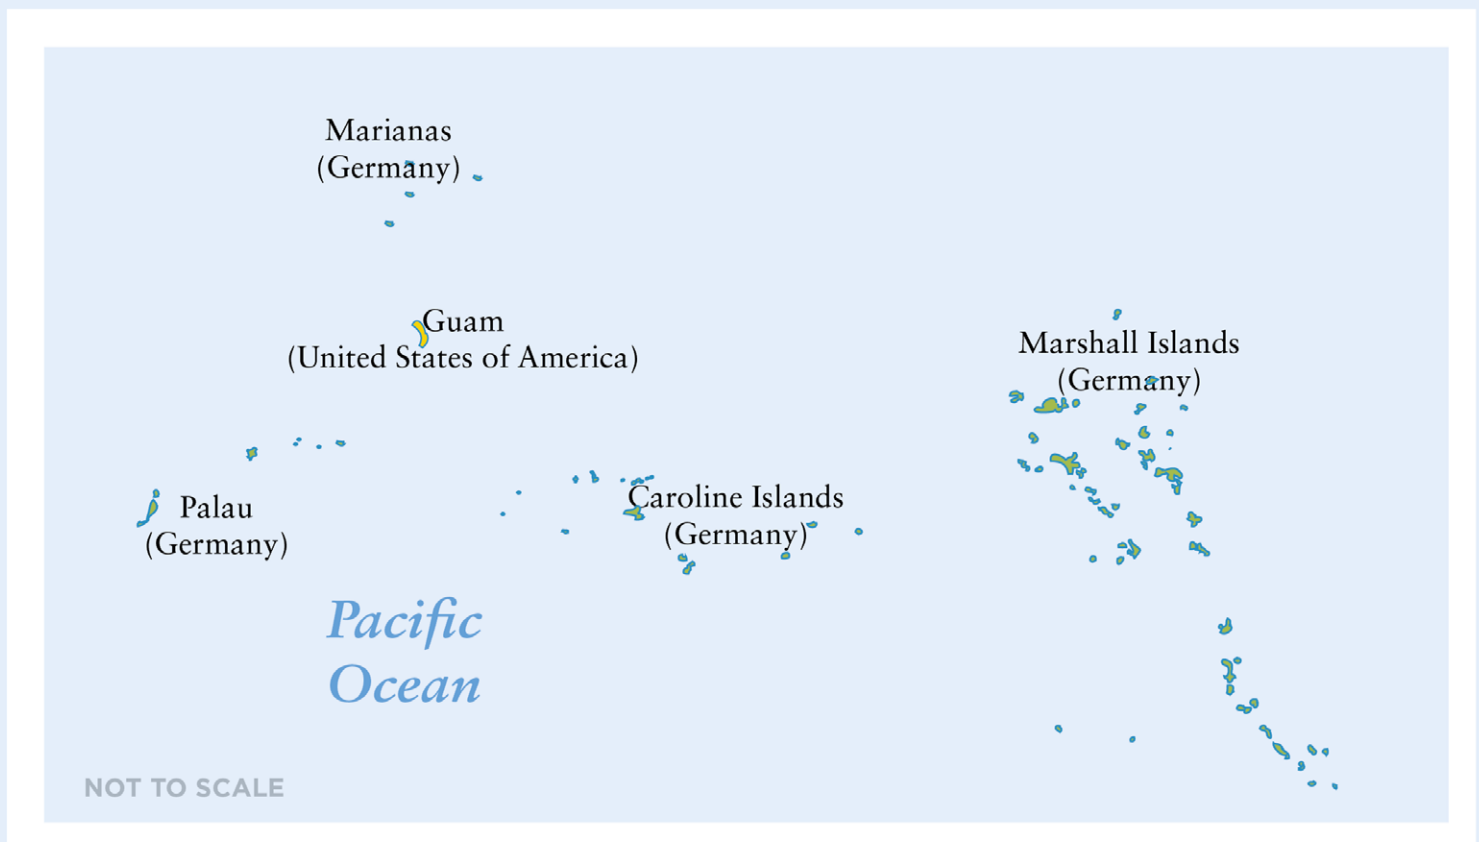 Marianas
(Germany)
Guam
(United States of America)
Marshall Islands
(Germany)
Palau
(Germany)
Caroline Islands
(Germany)
Pacific
Ocean
NOT TO SCALE